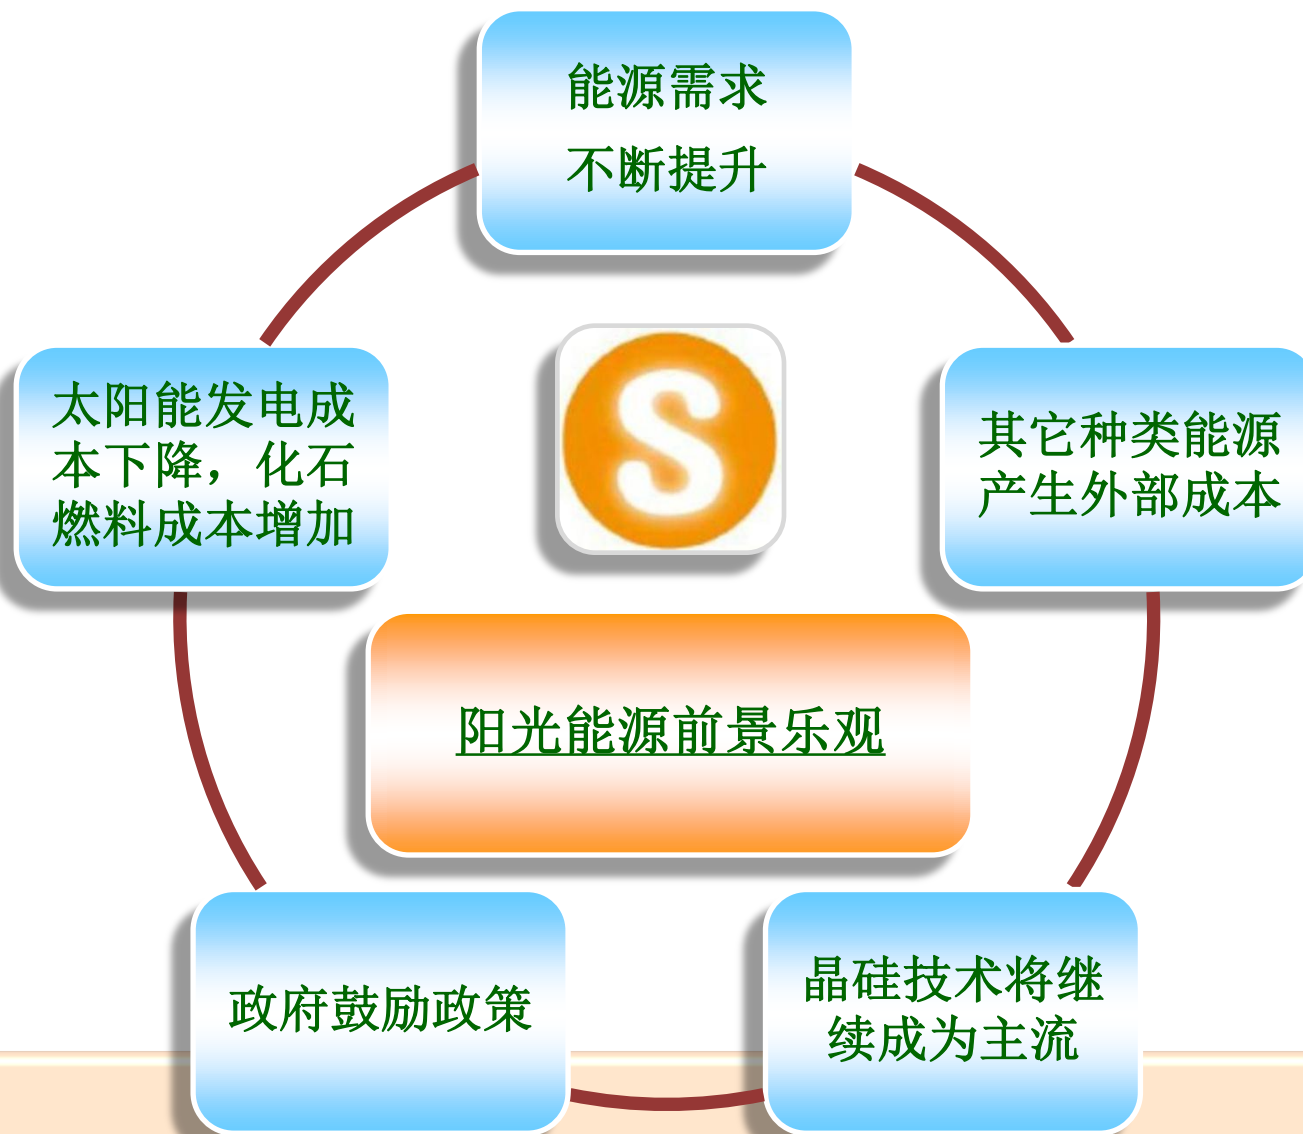 能源需求
不断提升
太阳能发电成
本下降，化石
燃料成本增加
S
其它种类能源
产生外部成本
阳光能源前景乐观
政府鼓励政策
晶硅技术将继
续成为主流